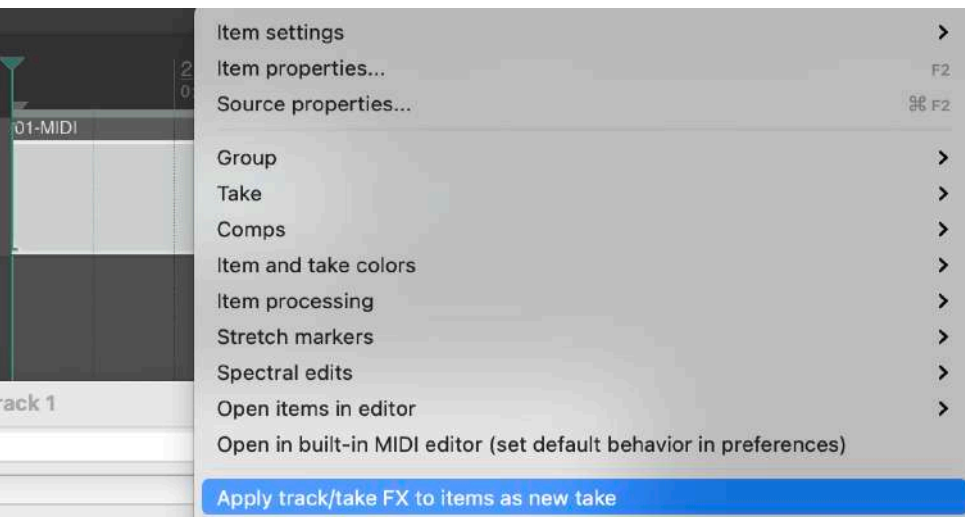 Item settings
Item properties... F2
Source properties... ⌘ F2
2
0:
01-MIDI
Group
Take
Comps
Item and take colors
Item processing
Stretch markers
Spectral edits
rack 1
Open items in editor
Open in built-in MIDI editor (set default behavior in preferences)
Apply track/take FX to items as new take